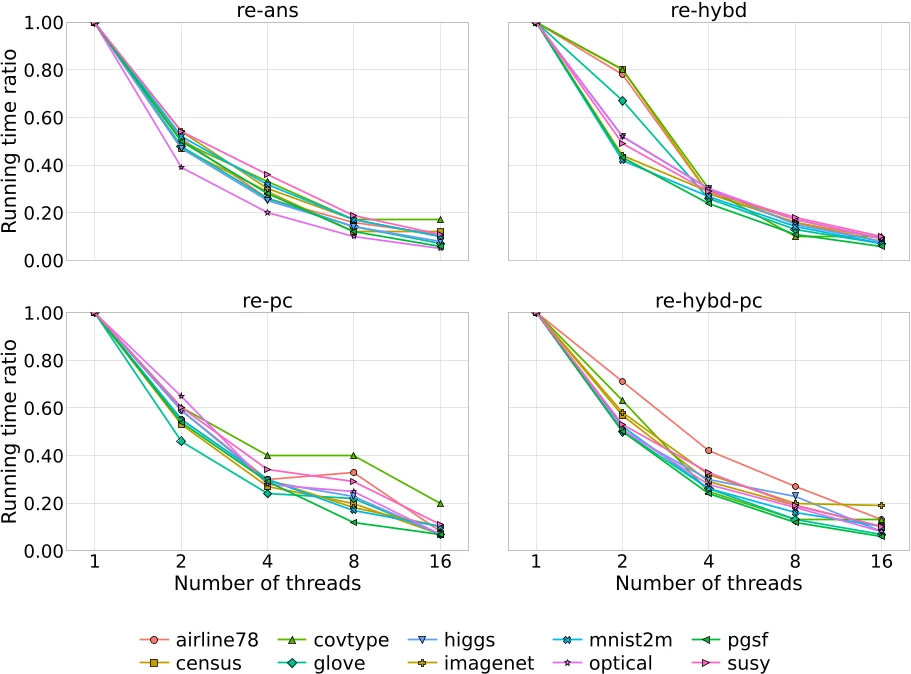 re-ans
re-hybd
Running time ratio
1.00
0.80
0.60
0.40
0.20
0.00
re-pc
re-hybd-pc
Running time ratio
1.00
0.80
0.60
0.40
0.20
0.00
1 2 4 8 16
1 2 4 8 16
Number of threads
Number of threads
airline78 covtype higgs mnist2m pgsf
census glove imagenet optical susy